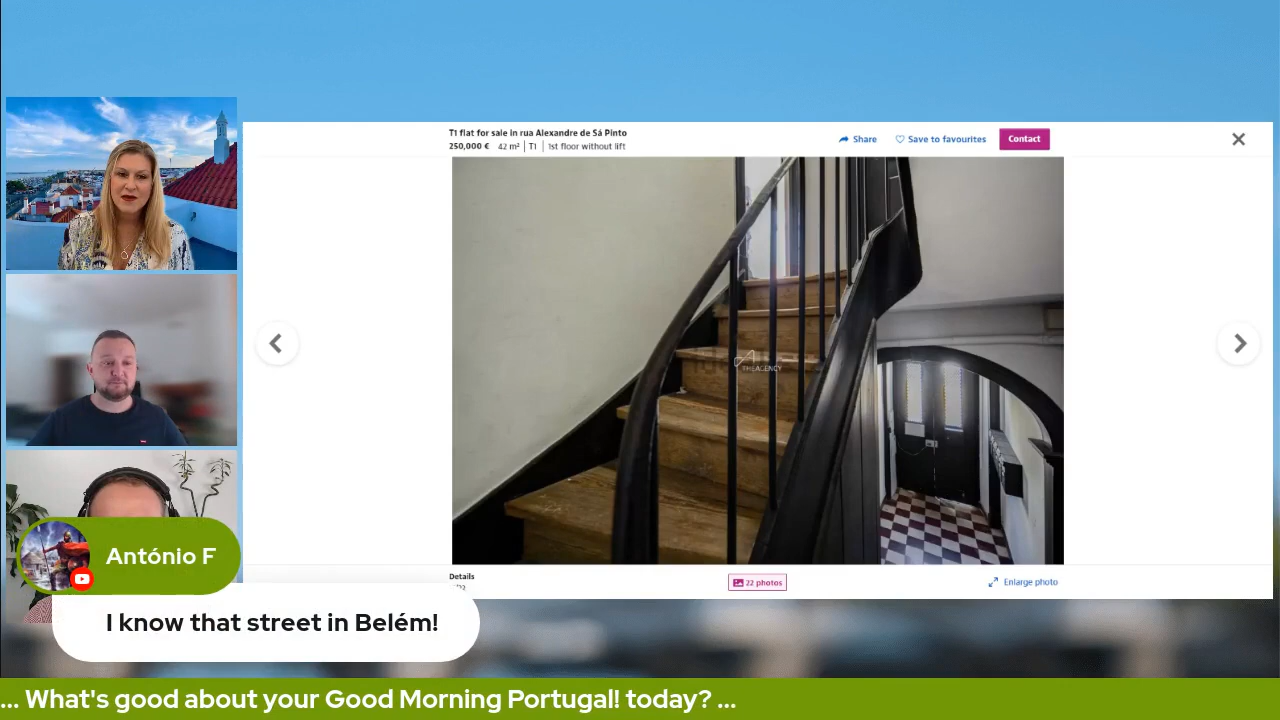 T1 flat for sale in rua Alexandre de Sá Pinto
250,000 € 42 m² | T1 | 1st floor without lift
Share
Save to favourites
Contact
THEAGENCY
Details
22 photos
Enlarge photo
António F
I know that street in Belém!
... What's good about your Good Morning Portugal! today? ...